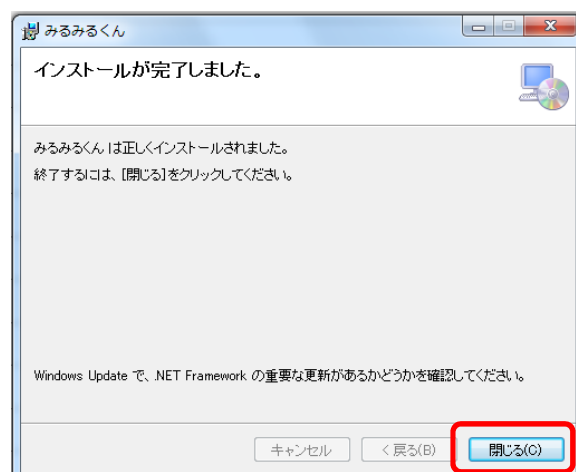 みるみるくん
インストールが完了しました。
みるみるくん は正しくインストールされました。
終了するには、[閉じる]をクリックしてください。
Windows Update で、.NET Framework の重要な更新があるかどうかを確認してください。
キャンセル
< 戻る(B)
閉じる(C)